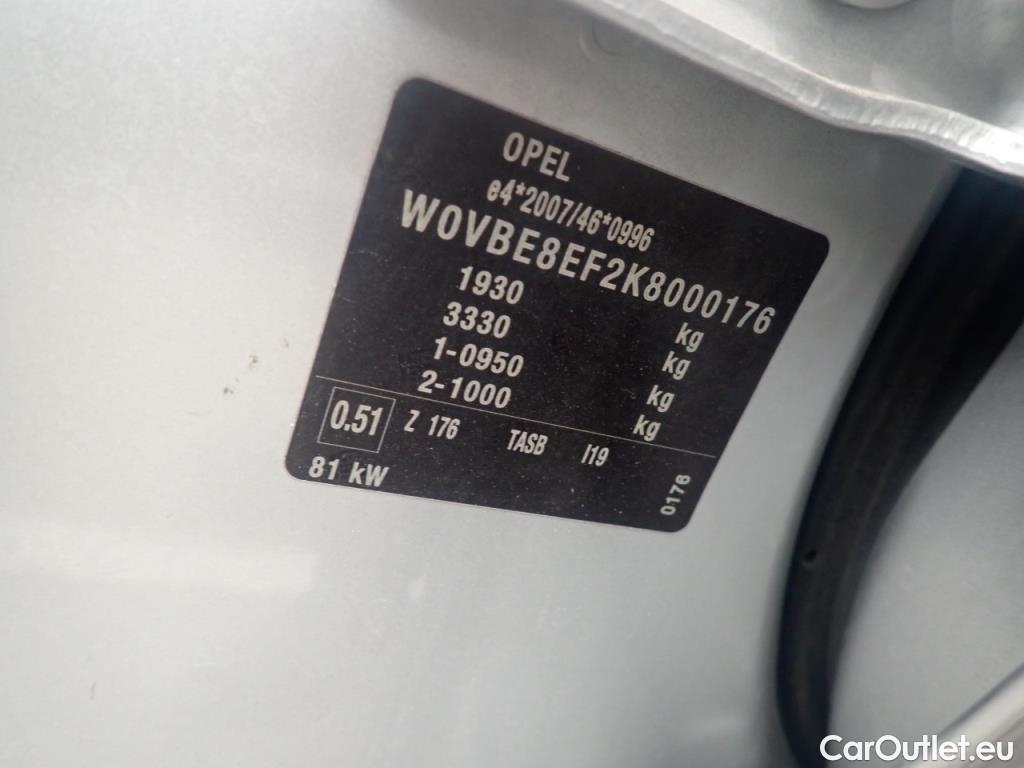 OPEL
e4*2007/46*0996
W0VBE8EF2K8000176
1930 kg
3330 kg
1-0950 kg
2-1000 kg
0.51 Z 176 TASB I19
81 kW
0176
CarOutlet.eu